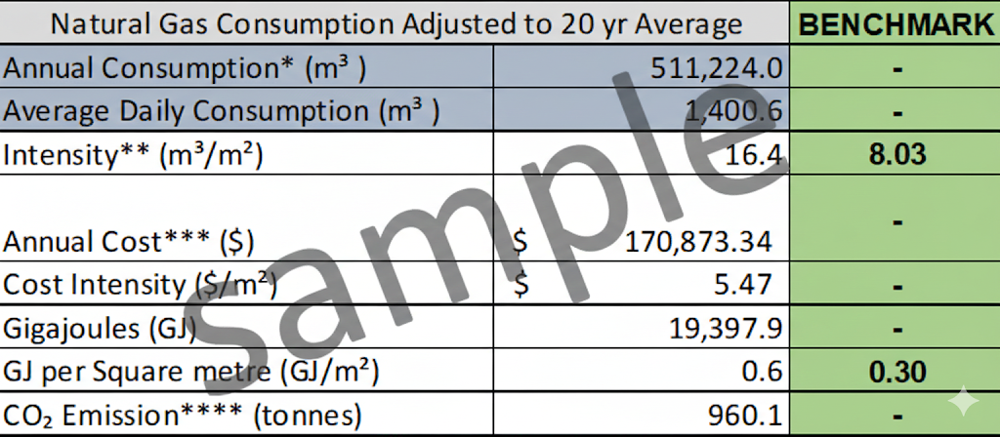 Natural Gas Consumption Adjusted to 20 yr Average BENCHMARK
Annual Consumption* (m³ ) 511,224.0 -
Average Daily Consumption (m³ ) 1,400.6 -
Intensity** (m³/m²) 16.4 8.03
Annual Cost*** ($) $ 170,873.34 -
Cost Intensity ($/m²) $ 5.47 -
Gigajoules (GJ) 19,397.9 -
GJ per Square metre (GJ/m²) 0.6 0.30
CO₂ Emission**** (tonnes) 960.1 -
sample